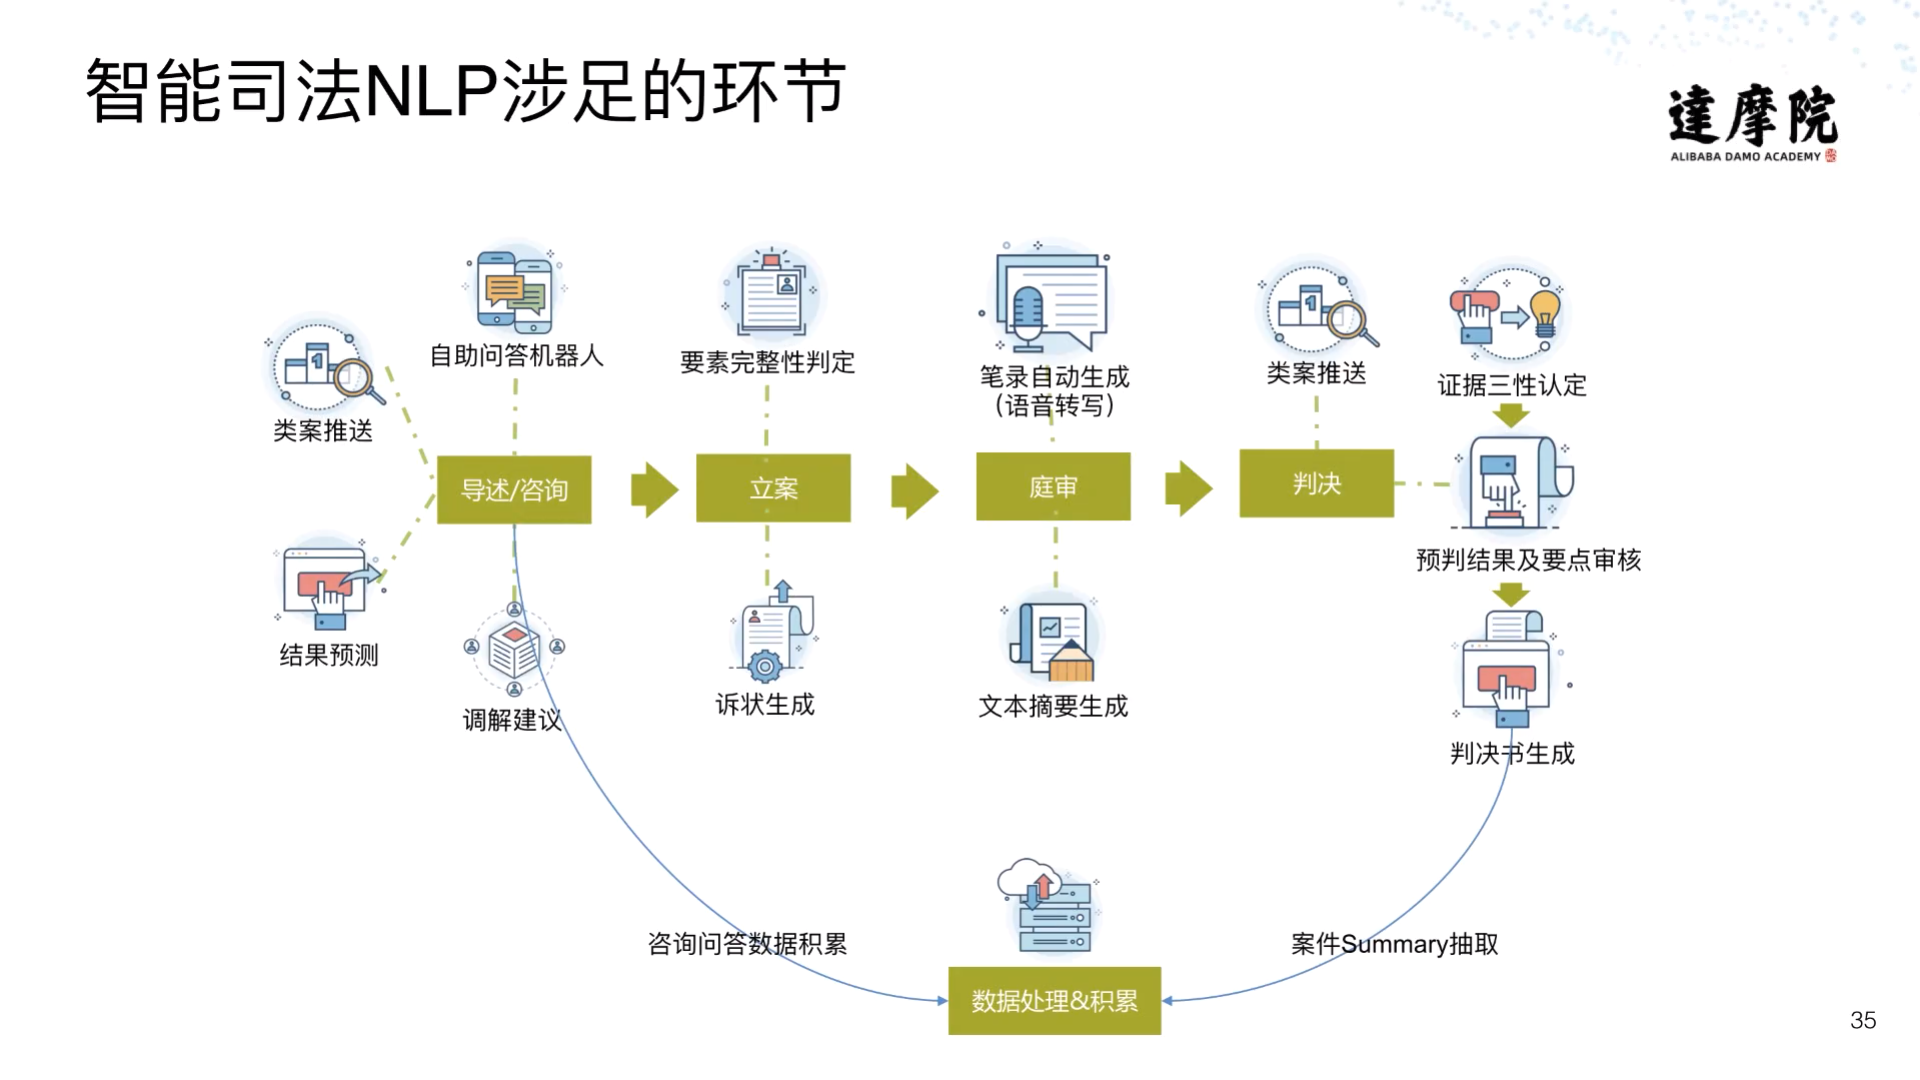 智能司法NLP涉足的环节
達摩院
ALIBABA DAMO ACADEMY
自助问答机器人
要素完整性判定
笔录自动生成
（语音转写）
类案推送
证据三性认定
类案推送
导述/咨询
立案
庭审
判决
预判结果及要点审核
结果预测
调解建议
诉状生成
文本摘要生成
判决书生成
咨询问答数据积累
案件Summary抽取
数据处理&积累
35